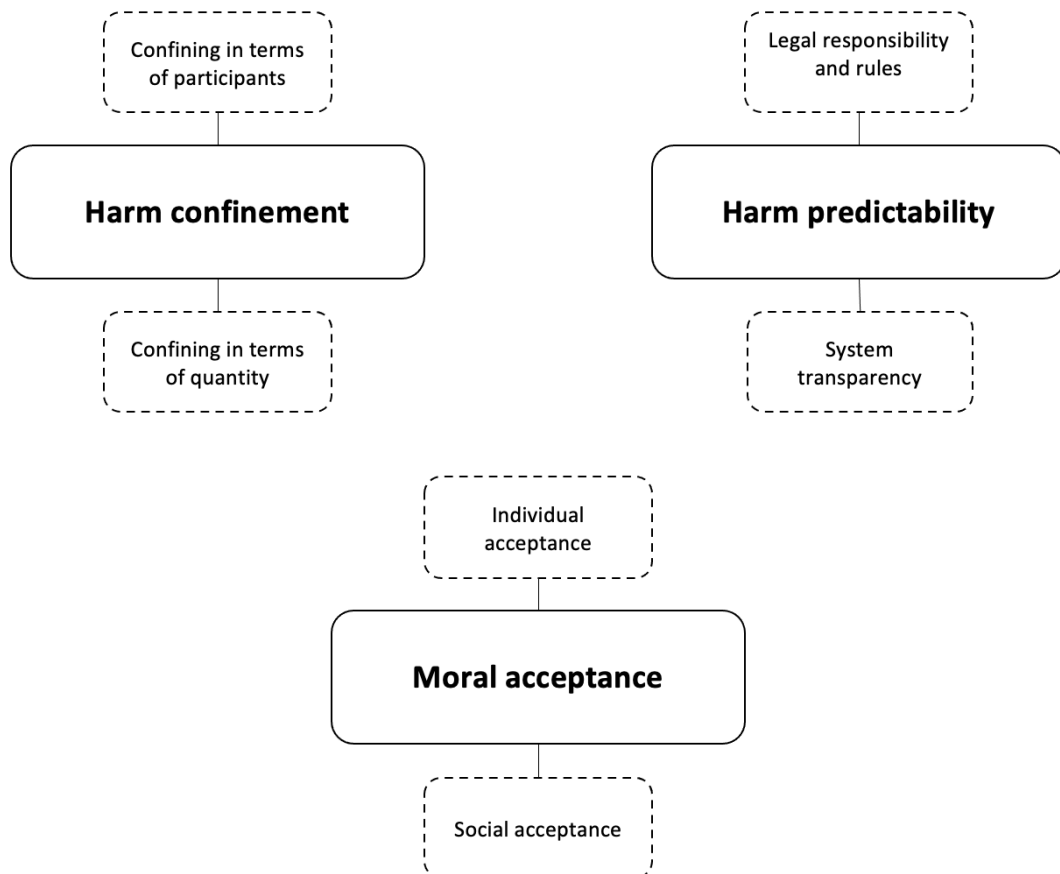 Confining in terms
of participants
Harm confinement
Confining in terms
of quantity
Legal responsibility
and rules
Harm predictability
System
transparency
Individual
acceptance
Moral acceptance
Social acceptance